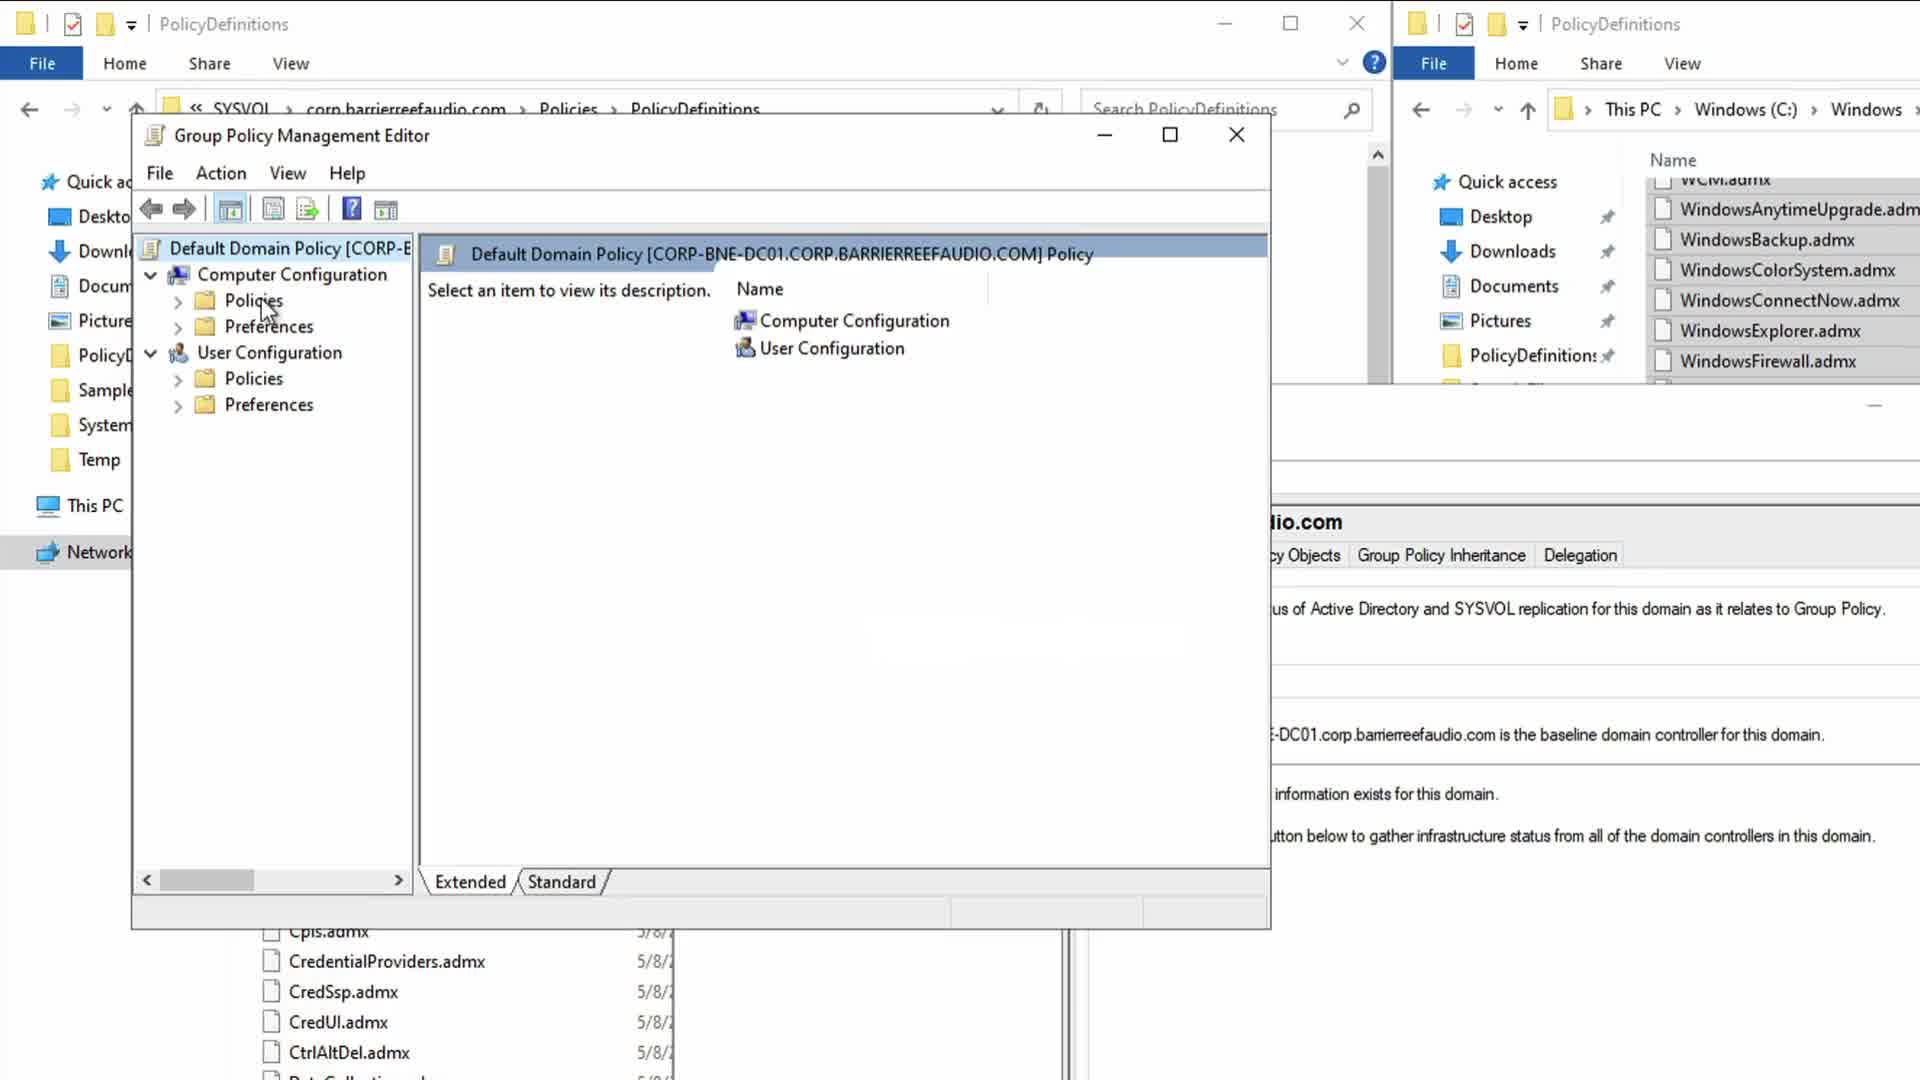 PolicyDefinitions
File Home Share View
« SYSVOL › corp.barrierreefaudio.com › Policies › PolicyDefinitions
Search PolicyDefinitions
Quick ac
Deskto
Downl
Docum
Picture
PolicyD
Sample
System
Temp
This PC
Network
Group Policy Management Editor
File Action View Help
Default Domain Policy [CORP-B
Computer Configuration
Policies
Preferences
User Configuration
Policies
Preferences
Default Domain Policy [CORP-BNE-DC01.CORP.BARRIERREEFAUDIO.COM] Policy
Select an item to view its description.
Name
Computer Configuration
User Configuration
Extended Standard
Cpls.admx 5/8/
CredentialProviders.admx 5/8/
CredSsp.admx 5/8/
CredUI.admx 5/8/
CtrlAltDel.admx 5/8/
PolicyDefinitions
File Home Share View
This PC › Windows (C:) › Windows ›
Quick access
Desktop
Downloads
Documents
Pictures
PolicyDefinitions
Name
WCM.admx
WindowsAnytimeUpgrade.adm
WindowsBackup.admx
WindowsColorSystem.admx
WindowsConnectNow.admx
WindowsExplorer.admx
WindowsFirewall.admx
dio.com
cy Objects Group Policy Inheritance Delegation
us of Active Directory and SYSVOL replication for this domain as it relates to Group Policy.
E-DC01.corp.barrierreefaudio.com is the baseline domain controller for this domain.
information exists for this domain.
utton below to gather infrastructure status from all of the domain controllers in this domain.